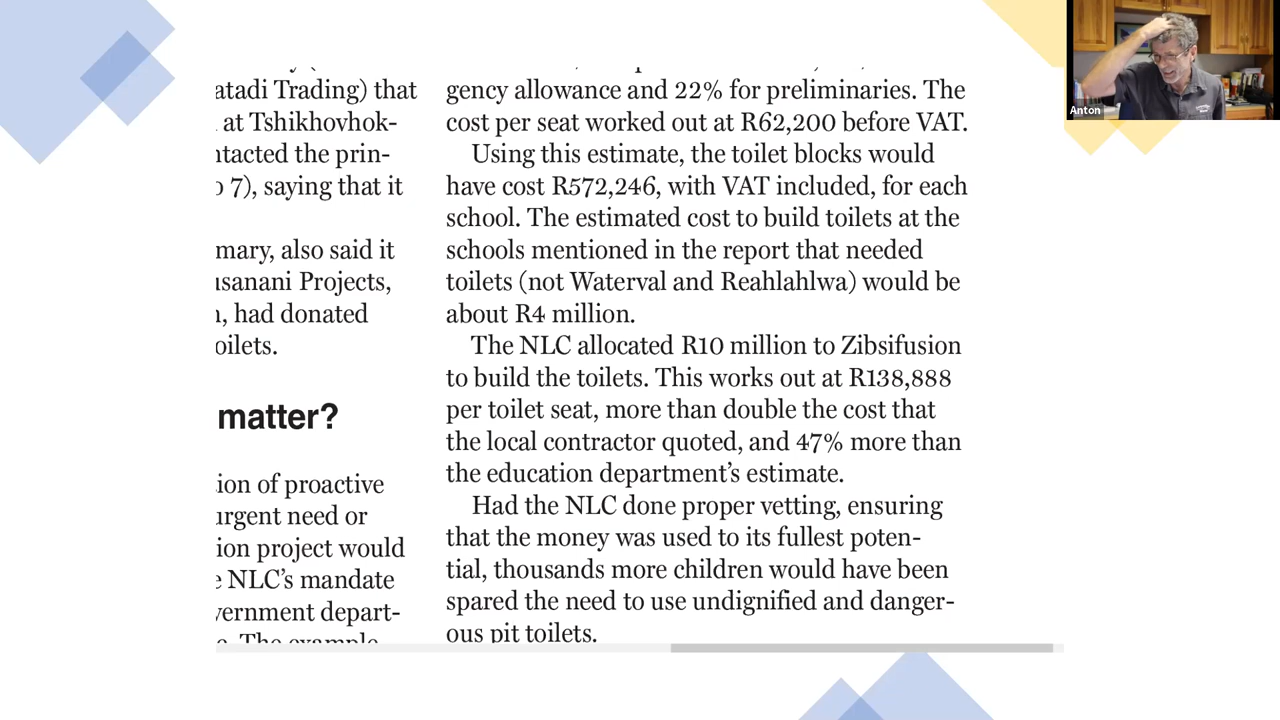 atadi Trading) that
at Tshikhovhok-
ntacted the prin-
o 7), saying that it
mary, also said it
usanani Projects,
, had donated
oilets.
matter?
ion of proactive
urgent need or
ion project would
e NLC's mandate
vernment depart-
The example
gency allowance and 22% for preliminaries. The
cost per seat worked out at R62,200 before VAT.
Using this estimate, the toilet blocks would
have cost R572,246, with VAT included, for each
school. The estimated cost to build toilets at the
schools mentioned in the report that needed
toilets (not Waterval and Reahlahlwa) would be
about R4 million.
The NLC allocated R10 million to Zibsifusion
to build the toilets. This works out at R138,888
per toilet seat, more than double the cost that
the local contractor quoted, and 47% more than
the education department's estimate.
Had the NLC done proper vetting, ensuring
that the money was used to its fullest poten-
tial, thousands more children would have been
spared the need to use undignified and danger-
ous pit toilets.
Anton